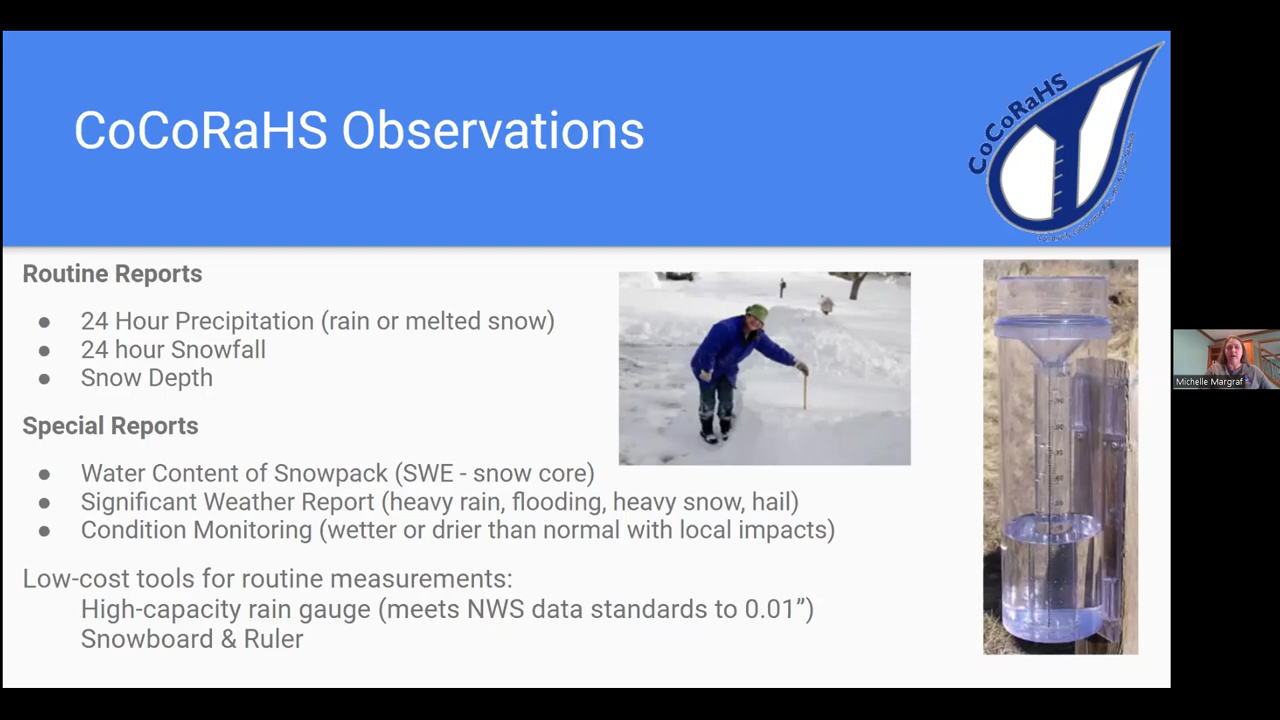 CoCoRaHS Observations
CoCoRaHS
Routine Reports
● 24 Hour Precipitation (rain or melted snow)
● 24 hour Snowfall
● Snow Depth
Special Reports
● Water Content of Snowpack (SWE - snow core)
● Significant Weather Report (heavy rain, flooding, heavy snow, hail)
● Condition Monitoring (wetter or drier than normal with local impacts)
Low-cost tools for routine measurements:
High-capacity rain gauge (meets NWS data standards to 0.01”)
Snowboard & Ruler
Michelle Margraf